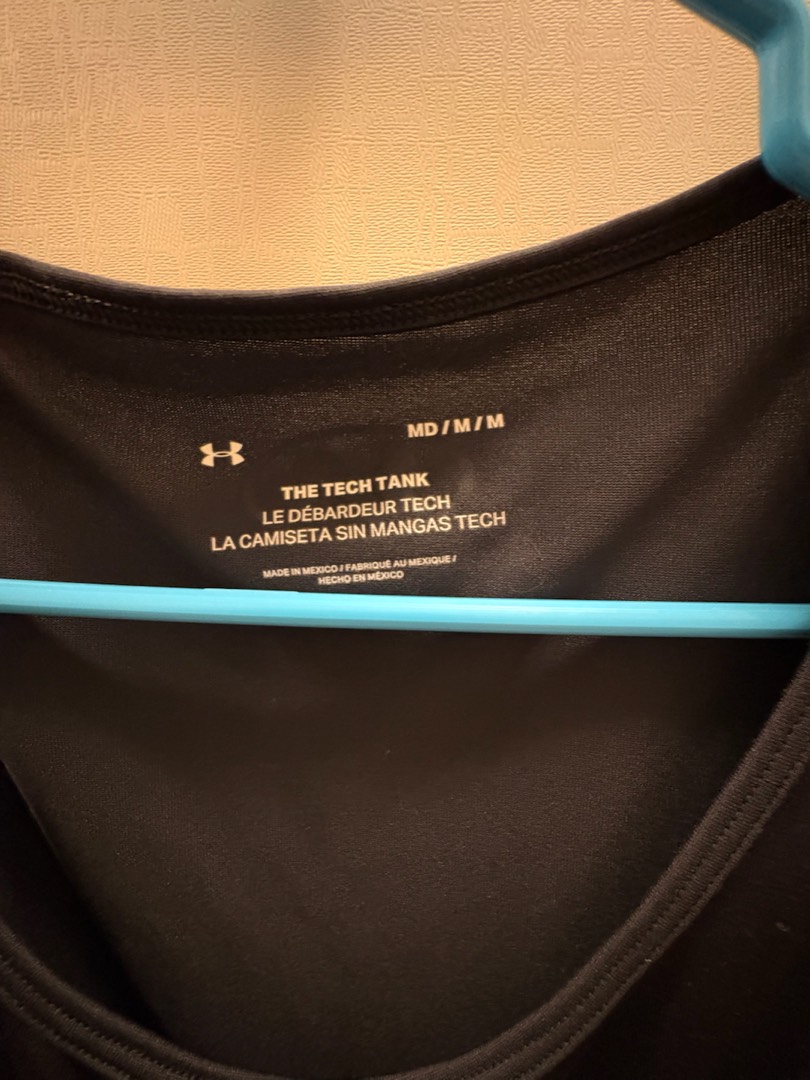 MD / M / M
THE TECH TANK
LE DÉBARDEUR TECH
LA CAMISETA SIN MANGAS TECH
MADE IN MEXICO / FABRIQUÉ AU MEXIQUE /
HECHO EN MÉXICO